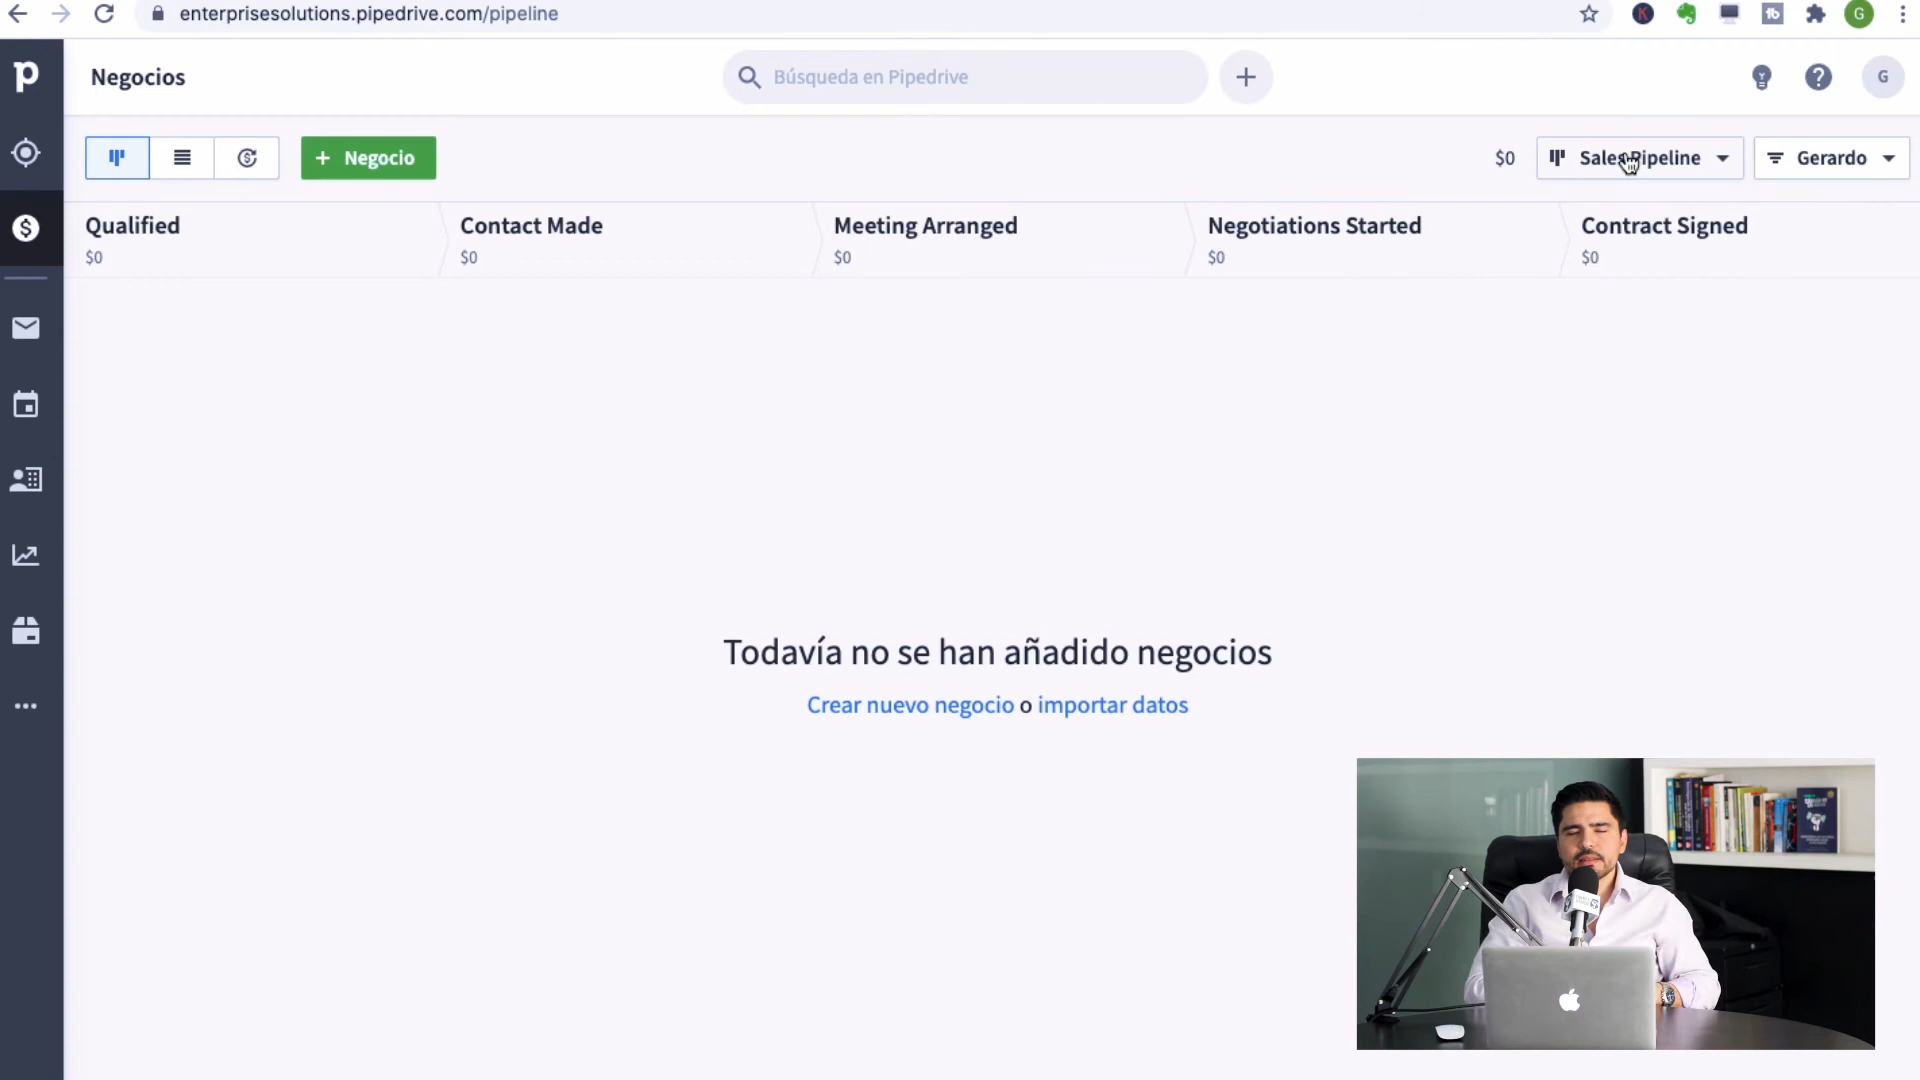 enterprisesolutions.pipedrive.com/pipeline
K
tb
G
p
Negocios
Búsqueda en Pipedrive
+
?
G
+ Negocio
$0
Sales Pipeline
Gerardo
Qualified
$0
Contact Made
$0
Meeting Arranged
$0
Negotiations Started
$0
Contract Signed
$0
Todavía no se han añadido negocios
Crear nuevo negocio o importar datos